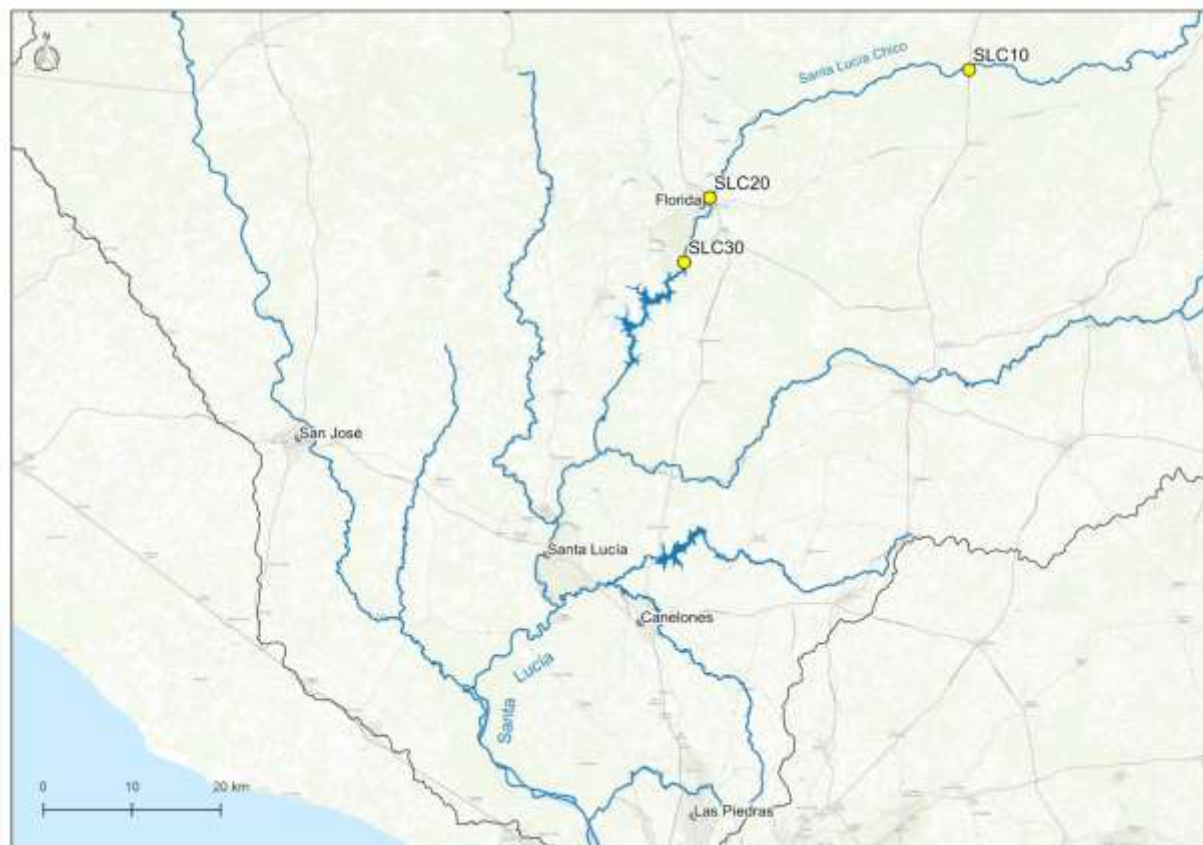 N
Santa Lucía Chico
SLC10
SLC20
Florida
SLC30
San José
Santa Lucía
Canelones
Santa Lucía
0 10 20 km
Las Piedras